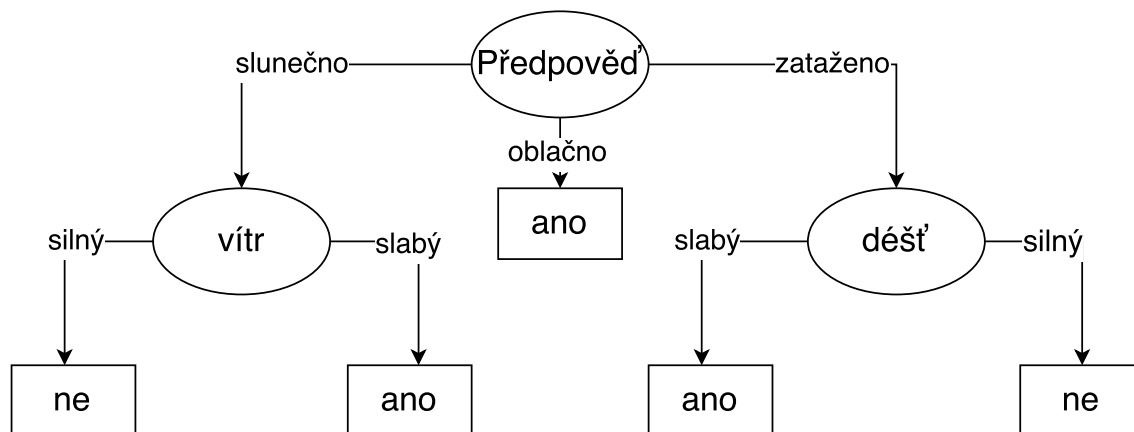 Předpověď
slunečno
zataženo
oblačno
ano
vítr
déšť
silný
slabý
slabý
silný
ne
ano
ano
ne